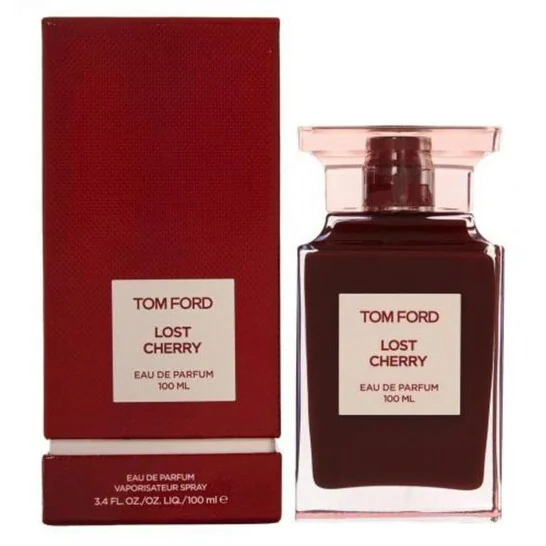 TOM FORD
LOST
CHERRY
EAU DE PARFUM
100 ML
EAU DE PARFUM
VAPORISATEUR SPRAY
3.4 FL. OZ./OZ. LIQ./100 ml ℮
TOM FORD
LOST
CHERRY
EAU DE PARFUM
100 ML